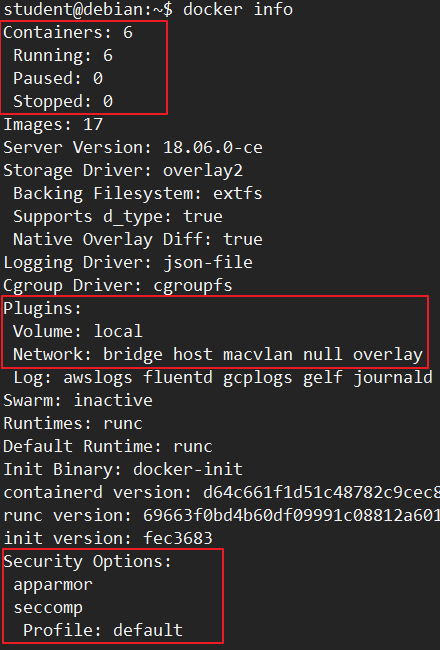 student@debian:~$ docker info
Containers: 6
 Running: 6
 Paused: 0
 Stopped: 0
Images: 17
Server Version: 18.06.0-ce
Storage Driver: overlay2
 Backing Filesystem: extfs
 Supports d_type: true
 Native Overlay Diff: true
Logging Driver: json-file
Cgroup Driver: cgroupfs
Plugins:
 Volume: local
 Network: bridge host macvlan null overlay
 Log: awslogs fluentd gcplogs gelf journald
Swarm: inactive
Runtimes: runc
Default Runtime: runc
Init Binary: docker-init
containerd version: d64c661f1d51c48782c9cec8
runc version: 69663f0bd4b60df09991c08812a601
init version: fec3683
Security Options:
 apparmor
 seccomp
  Profile: default